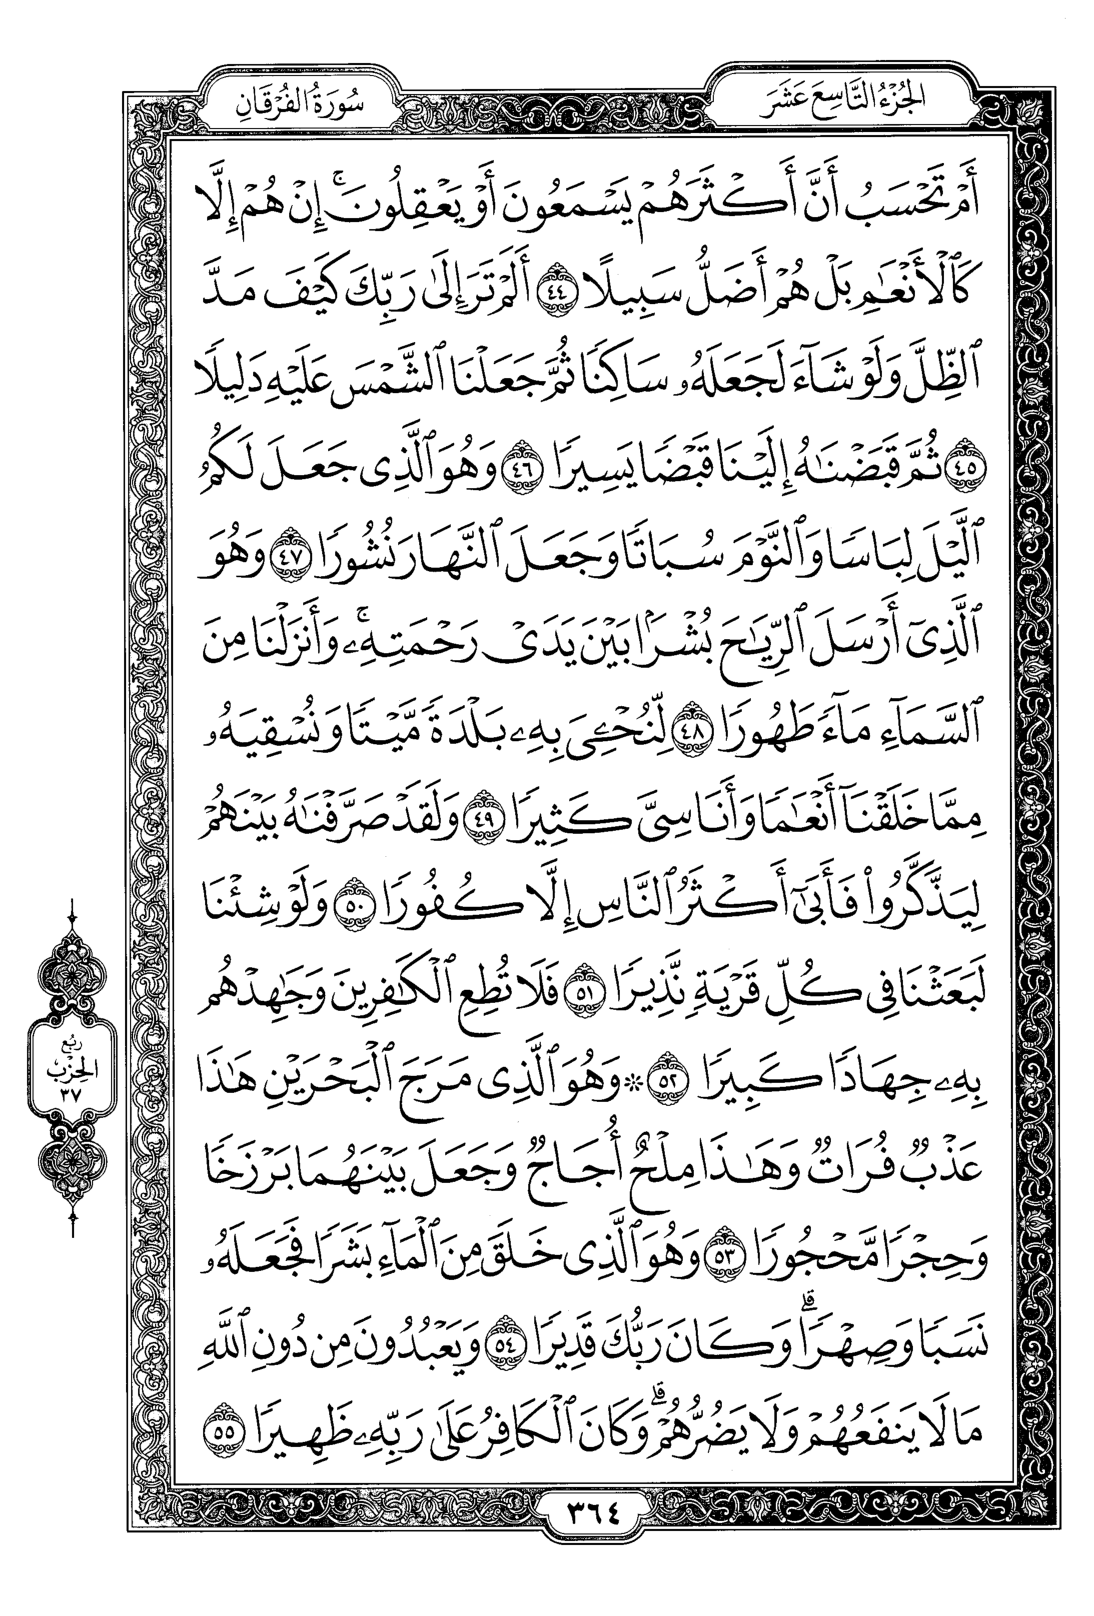 الجُزْءُ التَّاسِعَ عَشَرَ
سُورَةُ الفُرْقَانِ
أَمْ تَحْسَبُ أَنَّ أَكْثَرَهُمْ يَسْمَعُونَ أَوْ يَعْقِلُونَۚ إِنْ هُمْ إِلَّا
كَٱلْأَنْعَٰمِ بَلْ هُمْ أَضَلُّ سَبِيلًا ٤٤ أَلَمْ تَرَ إِلَىٰ رَبِّكَ كَيْفَ مَدَّ
ٱلظِّلَّ وَلَوْ شَآءَ لَجَعَلَهُۥ سَاكِنًا ثُمَّ جَعَلْنَا ٱلشَّمْسَ عَلَيْهِ دَلِيلًا
٤٥ ثُمَّ قَبَضْنَٰهُ إِلَيْنَا قَبْضًا يَسِيرًا ٤٦ وَهُوَ ٱلَّذِى جَعَلَ لَكُمُ
ٱلَّيْلَ لِبَاسًا وَٱلنَّوْمَ سُبَاتًا وَجَعَلَ ٱلنَّهَارَ نُشُورًا ٤٧ وَهُوَ
ٱلَّذِىٓ أَرْسَلَ ٱلرِّيَٰحَ بُشْرًۢا بَيْنَ يَدَىْ رَحْمَتِهِۦۚ وَأَنزَلْنَا مِنَ
ٱلسَّمَآءِ مَآءً طَهُورًا ٤٨ لِّنُحْـِۧىَ بِهِۦ بَلْدَةً مَّيْتًا وَنُسْقِيَهُۥ
مِمَّا خَلَقْنَآ أَنْعَٰمًا وَأَنَاسِىَّ كَثِيرًا ٤٩ وَلَقَدْ صَرَّفْنَٰهُ بَيْنَهُمْ
لِيَذَّكَّرُوا۟ فَأَبَىٰٓ أَكْثَرُ ٱلنَّاسِ إِلَّا كُفُورًا ٥٠ وَلَوْ شِئْنَا
لَبَعَثْنَا فِى كُلِّ قَرْيَةٍ نَّذِيرًا ٥١ فَلَا تُطِعِ ٱلْكَٰفِرِينَ وَجَٰهِدْهُم
بِهِۦ جِهَادًا كَبِيرًا ٥٢ ۞ وَهُوَ ٱلَّذِى مَرَجَ ٱلْبَحْرَيْنِ هَٰذَا
عَذْبٌ فُرَاتٌ وَهَٰذَا مِلْحٌ أُجَاجٌ وَجَعَلَ بَيْنَهُمَا بَرْزَخًا
وَحِجْرًا مَّحْجُورًا ٥٣ وَهُوَ ٱلَّذِى خَلَقَ مِنَ ٱلْمَآءِ بَشَرًا فَجَعَلَهُۥ
نَسَبًا وَصِهْرًاۗ وَكَانَ رَبُّكَ قَدِيرًا ٥٤ وَيَعْبُدُونَ مِن دُونِ ٱللَّهِ
مَا لَا يَنفَعُهُمْ وَلَا يَضُرُّهُمْۗ وَكَانَ ٱلْكَافِرُ عَلَىٰ رَبِّهِۦ ظَهِيرًا ٥٥
رُبع
الحِزْب
٣٧
٣٦٤